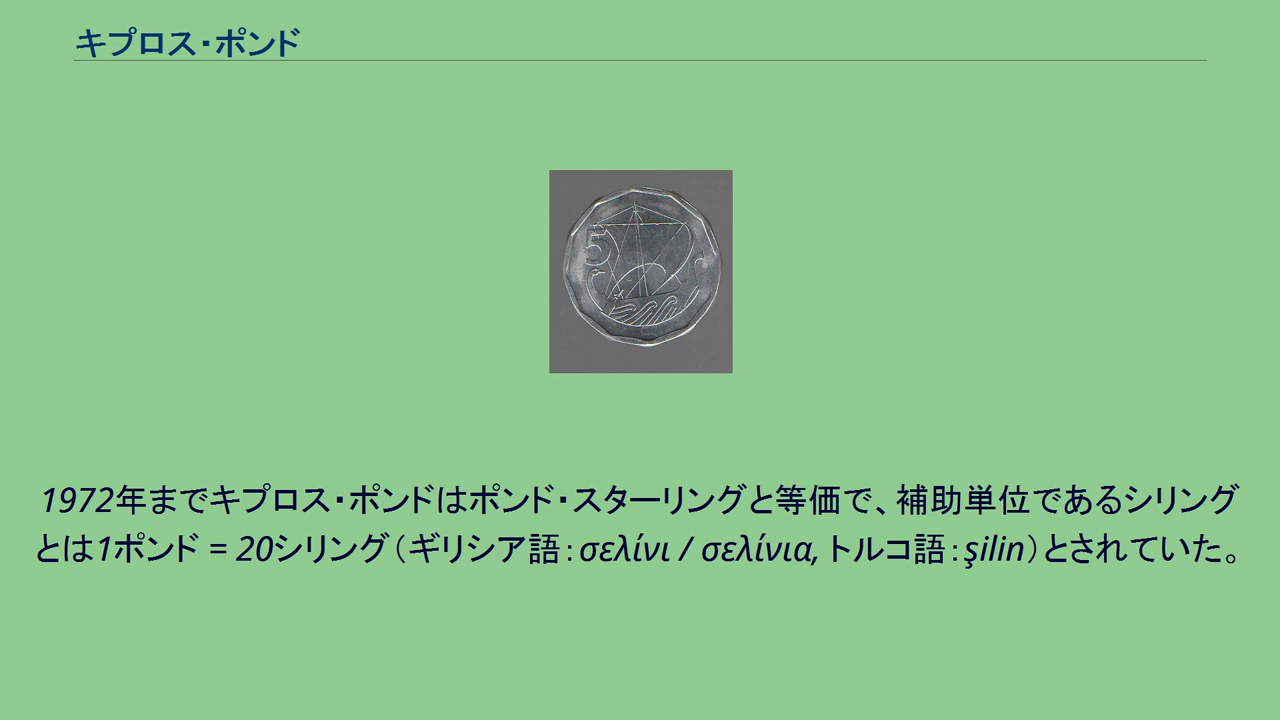 キプロス・ポンド
5
1972年までキプロス・ポンドはポンド・スターリングと等価で、補助単位であるシリング
とは1ポンド = 20シリング（ギリシア語：σελίνι / σελίνια, トルコ語：şilin）とされていた。